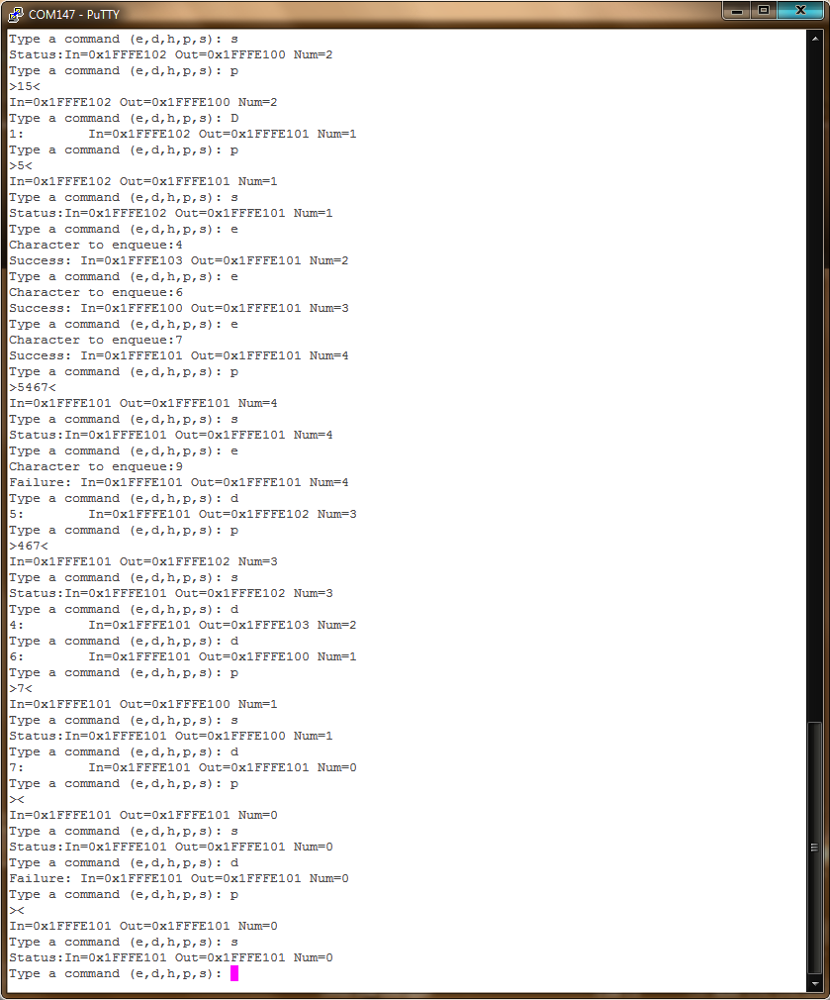 COM147 - PuTTY
Type a command (e,d,h,p,s): s
Status:In=0x1FFFE102 Out=0x1FFFE100 Num=2
Type a command (e,d,h,p,s): p
>15<
In=0x1FFFE102 Out=0x1FFFE100 Num=2
Type a command (e,d,h,p,s): D
1:        In=0x1FFFE102 Out=0x1FFFE101 Num=1
Type a command (e,d,h,p,s): p
>5<
In=0x1FFFE102 Out=0x1FFFE101 Num=1
Type a command (e,d,h,p,s): s
Status:In=0x1FFFE102 Out=0x1FFFE101 Num=1
Type a command (e,d,h,p,s): e
Character to enqueue:4
Success: In=0x1FFFE103 Out=0x1FFFE101 Num=2
Type a command (e,d,h,p,s): e
Character to enqueue:6
Success: In=0x1FFFE100 Out=0x1FFFE101 Num=3
Type a command (e,d,h,p,s): e
Character to enqueue:7
Success: In=0x1FFFE101 Out=0x1FFFE101 Num=4
Type a command (e,d,h,p,s): p
>5467<
In=0x1FFFE101 Out=0x1FFFE101 Num=4
Type a command (e,d,h,p,s): s
Status:In=0x1FFFE101 Out=0x1FFFE101 Num=4
Type a command (e,d,h,p,s): e
Character to enqueue:9
Failure: In=0x1FFFE101 Out=0x1FFFE101 Num=4
Type a command (e,d,h,p,s): d
5:        In=0x1FFFE101 Out=0x1FFFE102 Num=3
Type a command (e,d,h,p,s): p
>467<
In=0x1FFFE101 Out=0x1FFFE102 Num=3
Type a command (e,d,h,p,s): s
Status:In=0x1FFFE101 Out=0x1FFFE102 Num=3
Type a command (e,d,h,p,s): d
4:        In=0x1FFFE101 Out=0x1FFFE103 Num=2
Type a command (e,d,h,p,s): d
6:        In=0x1FFFE101 Out=0x1FFFE100 Num=1
Type a command (e,d,h,p,s): p
>7<
In=0x1FFFE101 Out=0x1FFFE100 Num=1
Type a command (e,d,h,p,s): s
Status:In=0x1FFFE101 Out=0x1FFFE100 Num=1
Type a command (e,d,h,p,s): d
7:        In=0x1FFFE101 Out=0x1FFFE101 Num=0
Type a command (e,d,h,p,s): p
><
In=0x1FFFE101 Out=0x1FFFE101 Num=0
Type a command (e,d,h,p,s): s
Status:In=0x1FFFE101 Out=0x1FFFE101 Num=0
Type a command (e,d,h,p,s): d
Failure: In=0x1FFFE101 Out=0x1FFFE101 Num=0
Type a command (e,d,h,p,s): p
><
In=0x1FFFE101 Out=0x1FFFE101 Num=0
Type a command (e,d,h,p,s): s
Status:In=0x1FFFE101 Out=0x1FFFE101 Num=0
Type a command (e,d,h,p,s):